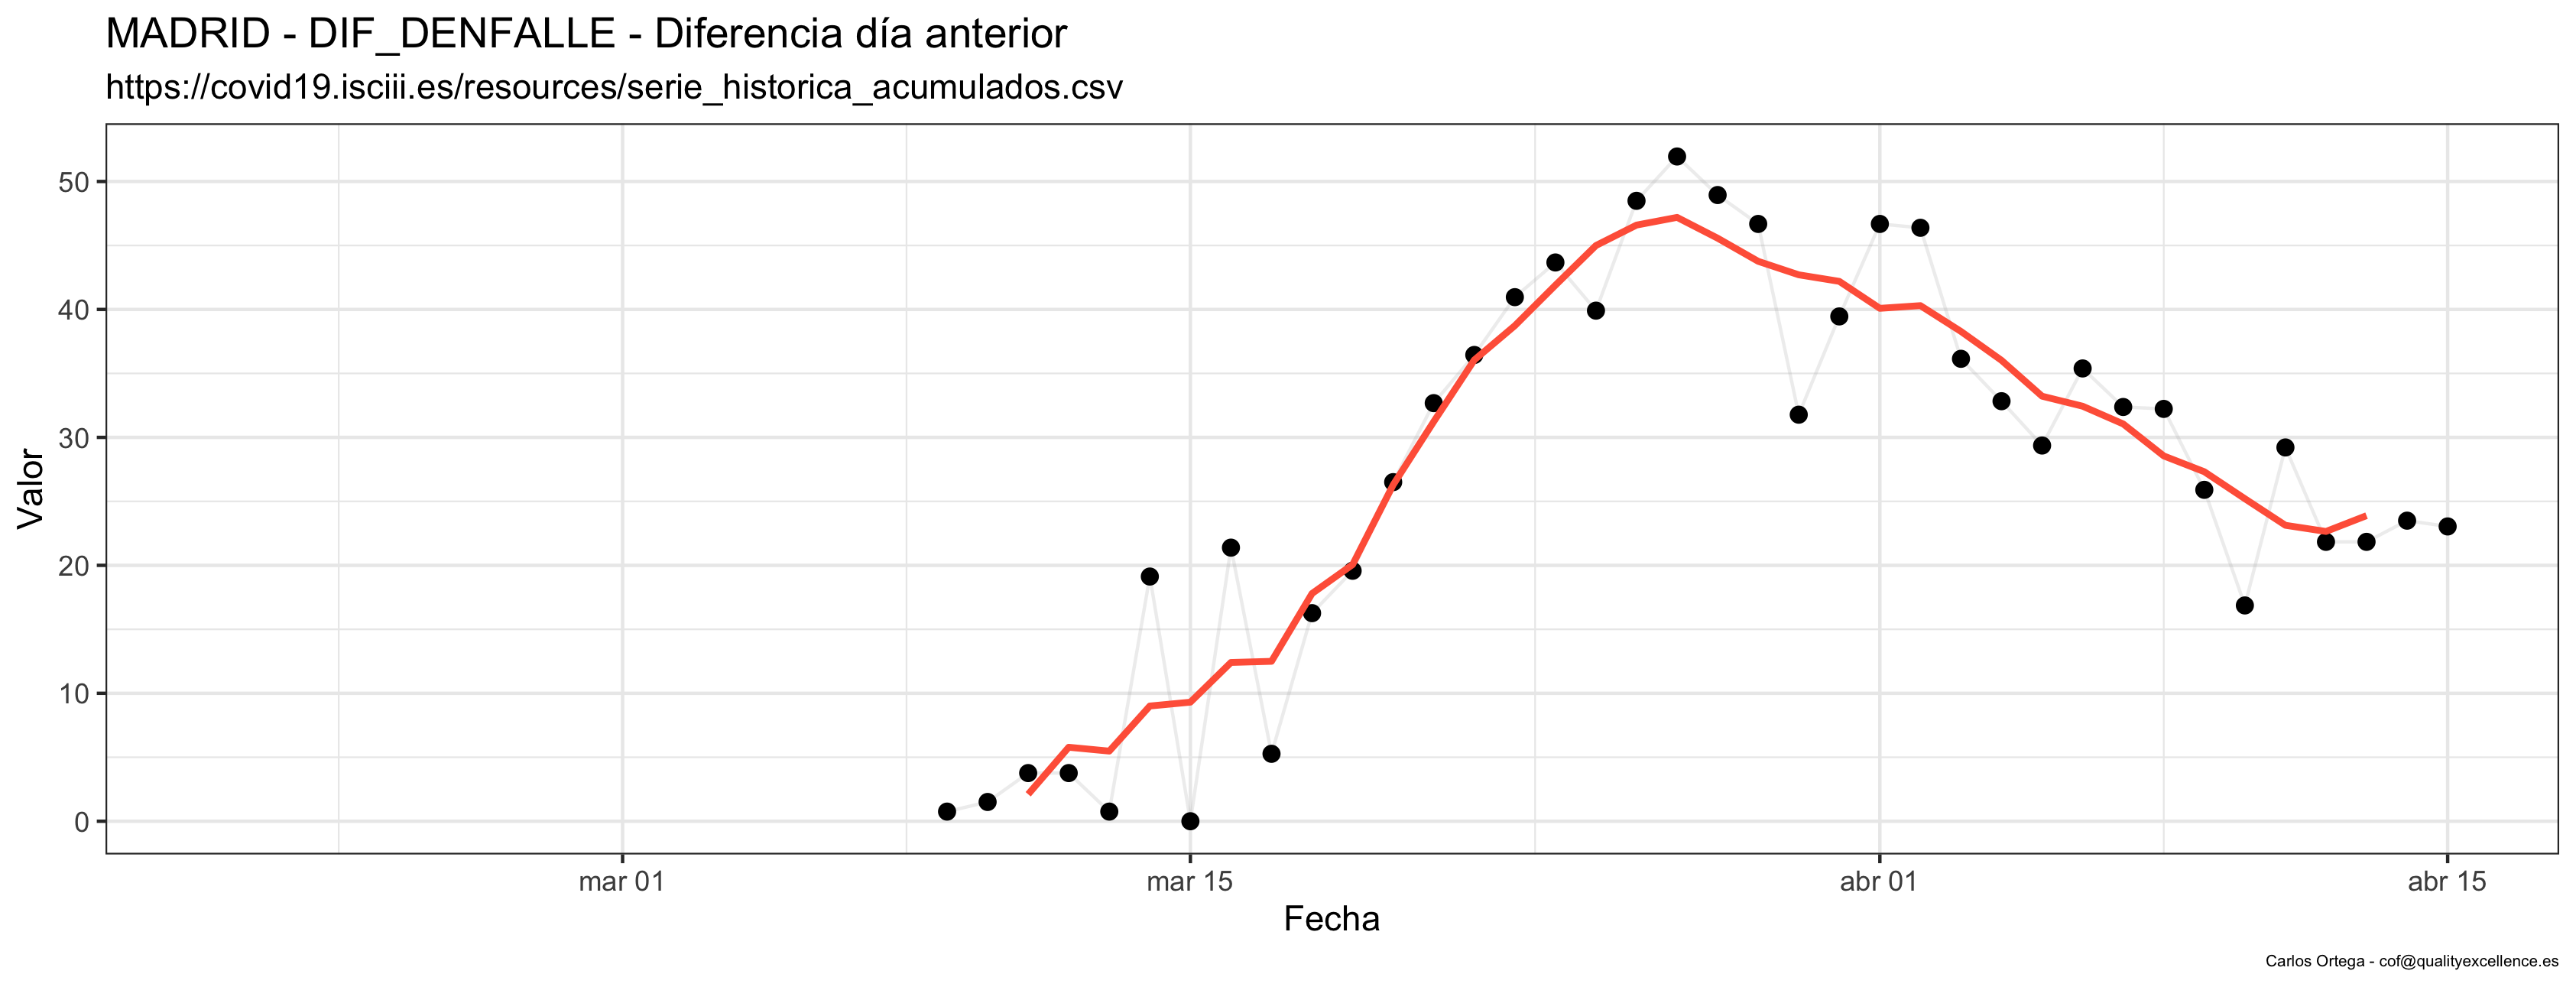 MADRID - DIF_DENFALLE - Diferencia día anterior
https://covid19.isciii.es/resources/serie_historica_acumulados.csv
50
40
30
20
10
0
Valor
mar 01 mar 15 abr 01 abr 15
Fecha
Carlos Ortega - cof@qualityexcellence.es